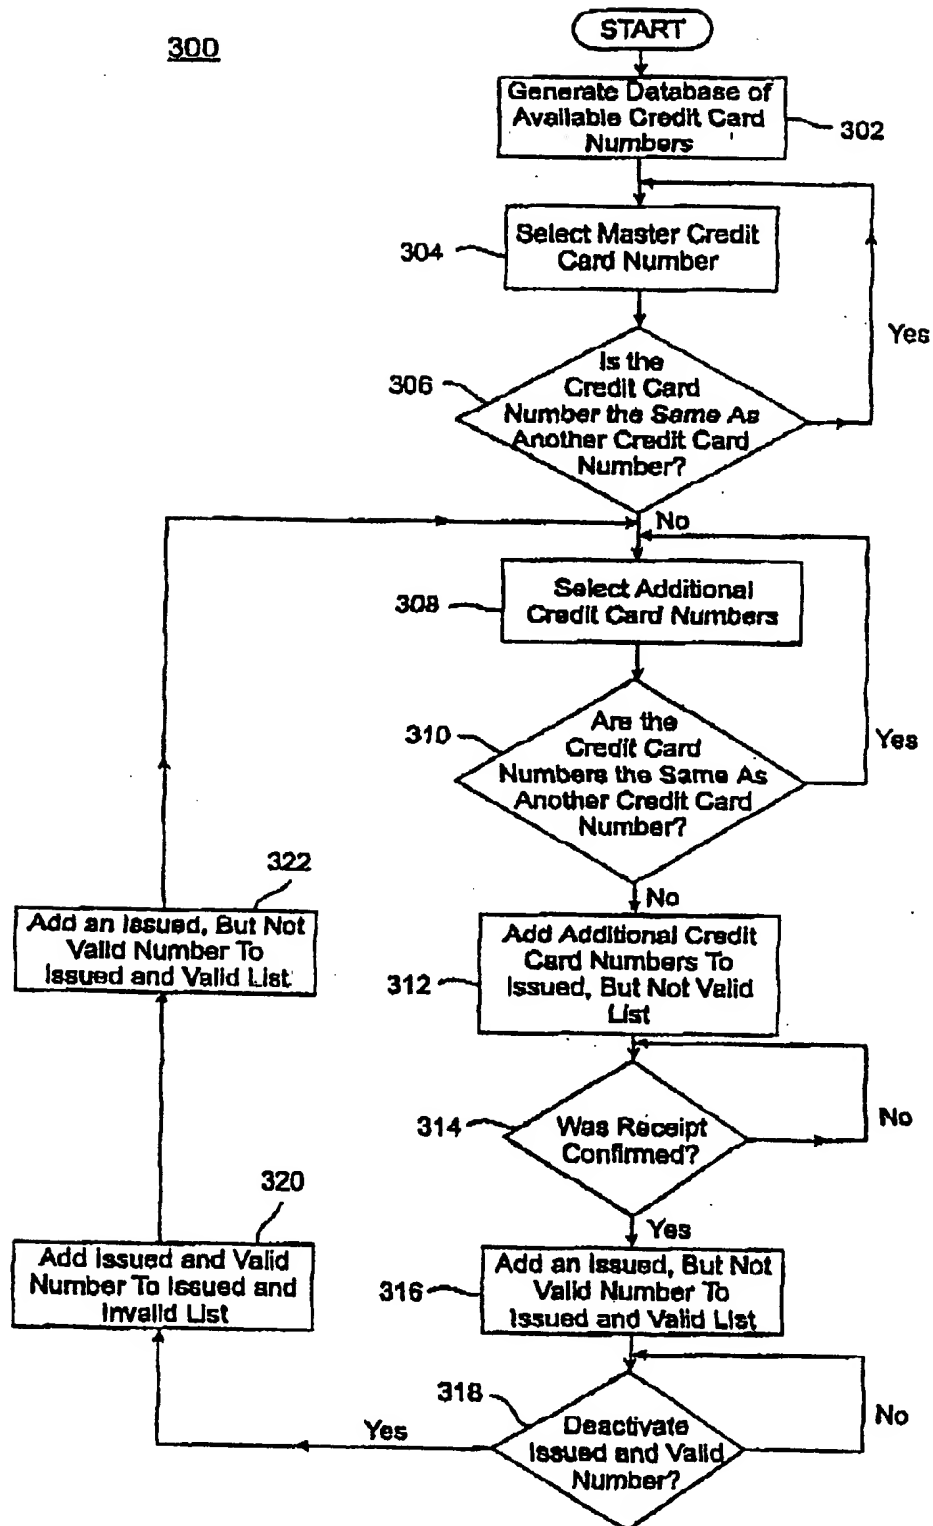 300
START
Generate Database of
Available Credit Card
Numbers
302
Select Master Credit
Card Number
304
Yes
Is the
Credit Card
Number the Same As
Another Credit Card
Number?
306
No
Select Additional
Credit Card Numbers
308
Are the
Credit Card
Numbers the Same As
Another Credit Card
Number?
310
Yes
No
Add Additional Credit
Card Numbers To
Issued, But Not Valid
List
312
Was Receipt
Confirmed?
314
No
Yes
Add an Issued, But Not
Valid Number To
Issued and Valid List
316
Deactivate
Issued and Valid
Number?
318
No
Yes
320
Add Issued and Valid
Number To Issued and
Invalid List
322
Add an Issued, But Not
Valid Number To
Issued and Valid List